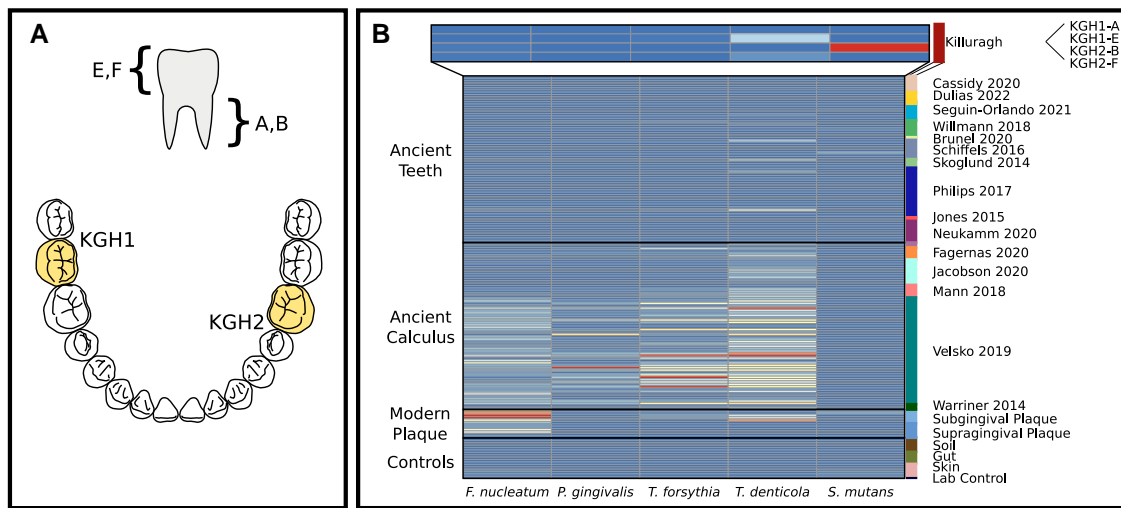 A
E,F
A,B
KGH1
KGH2
B
Killuragh
KGH1-A
KGH1-E
KGH2-B
KGH2-F
Ancient
Teeth
Ancient
Calculus
Modern
Plaque
Controls
Cassidy 2020
Dulias 2022
Seguin-Orlando 2021
Willmann 2018
Brunel 2020
Schiffels 2016
Skoglund 2014
Philips 2017
Jones 2015
Neukamm 2020
Fagernas 2020
Jacobson 2020
Mann 2018
Velsko 2019
Warriner 2014
Subgingival Plaque
Supragingival Plaque
Soil
Gut
Skin
Lab Control
F. nucleatum P. gingivalis T. forsythia T. denticola S. mutans